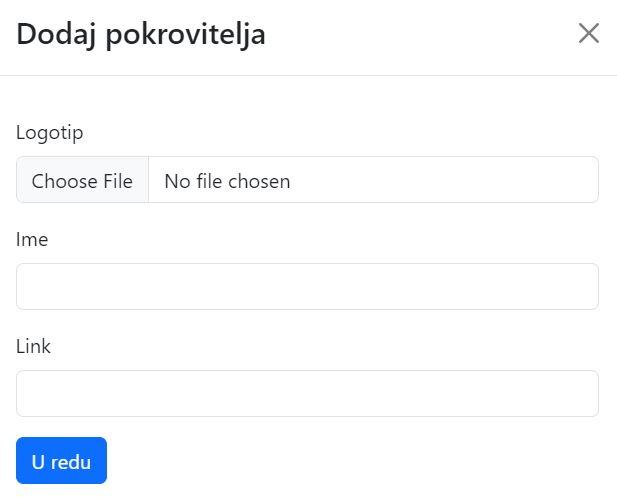 Dodaj pokrovitelja
Logotip
Choose File No file chosen
Ime
Link
U redu